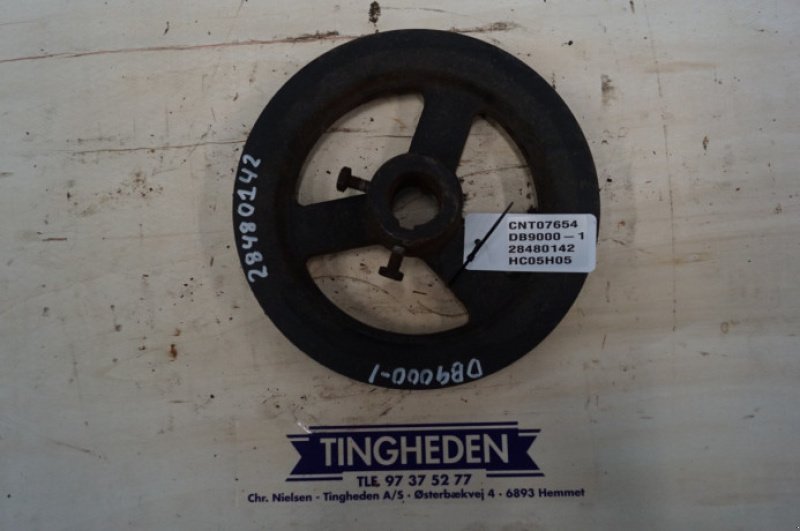 28480142
CNT07654
DB9000-1
28480142
HC05H05
DB9000-1
TINGHEDEN
TLF. 97 37 52 77
Chr. Nielsen - Tingheden A/S - Østerbækvej 4 - 6893 Hemmet